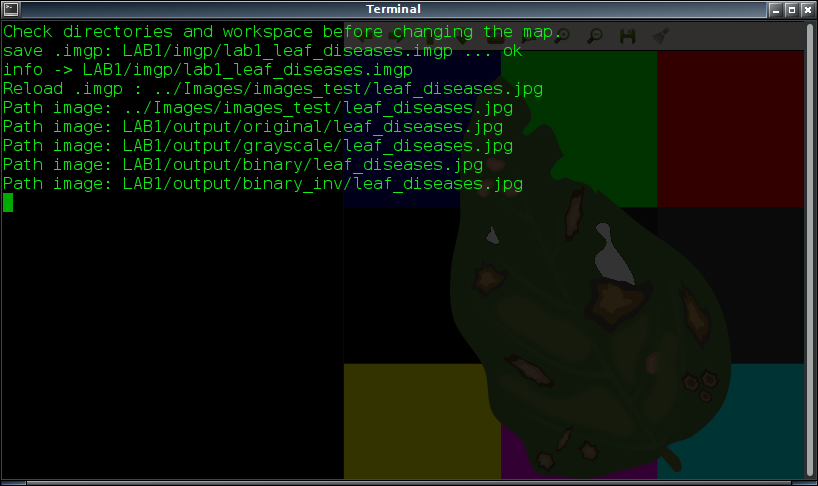 Terminal
Check directories and workspace before changing the map.
save .imgp: LAB1/imgp/lab1_leaf_diseases.imgp ... ok
info -> LAB1/imgp/lab1_leaf_diseases.imgp
Reload .imgp : ../Images/images_test/leaf_diseases.jpg
Path image: ../Images/images_test/leaf_diseases.jpg
Path image: LAB1/output/original/leaf_diseases.jpg
Path image: LAB1/output/grayscale/leaf_diseases.jpg
Path image: LAB1/output/binary/leaf_diseases.jpg
Path image: LAB1/output/binary_inv/leaf_diseases.jpg